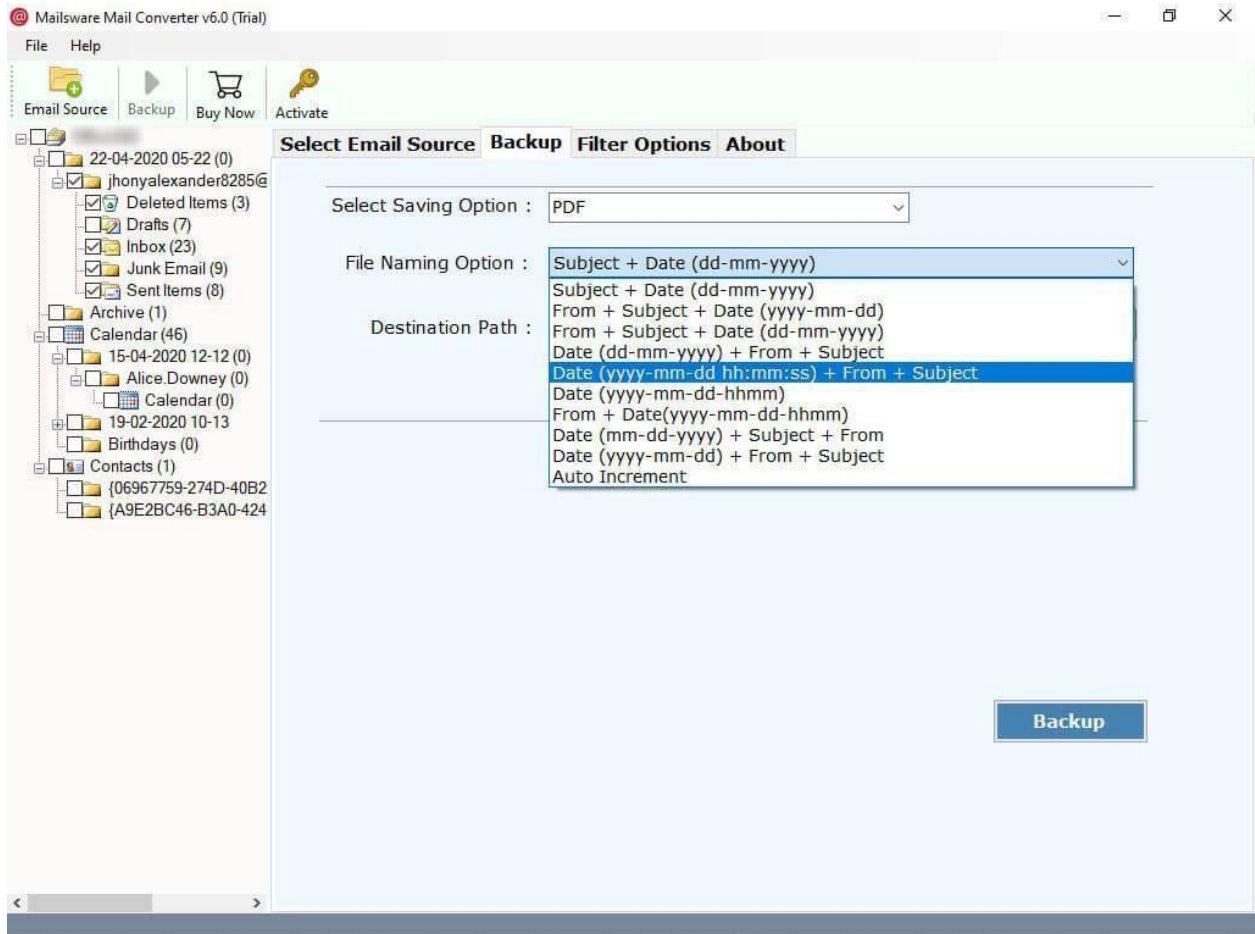 Mailsware Mail Converter v6.0 (Trial)
File Help
Email Source Backup Buy Now Activate
22-04-2020 05-22 (0)
jhonyalexander8285@
Deleted Items (3)
Drafts (7)
Inbox (23)
Junk Email (9)
Sent Items (8)
Archive (1)
Calendar (46)
15-04-2020 12-12 (0)
Alice.Downey (0)
Calendar (0)
19-02-2020 10-13
Birthdays (0)
Contacts (1)
{06967759-274D-40B2
{A9E2BC46-B3A0-424
Select Email Source Backup Filter Options About
Select Saving Option : PDF
File Naming Option : Subject + Date (dd-mm-yyyy)
Subject + Date (dd-mm-yyyy)
From + Subject + Date (yyyy-mm-dd)
Destination Path : From + Subject + Date (dd-mm-yyyy)
Date (dd-mm-yyyy) + From + Subject
Date (yyyy-mm-dd hh:mm:ss) + From + Subject
Date (yyyy-mm-dd-hhmm)
From + Date(yyyy-mm-dd-hhmm)
Date (mm-dd-yyyy) + Subject + From
Date (yyyy-mm-dd) + From + Subject
Auto Increment
Backup